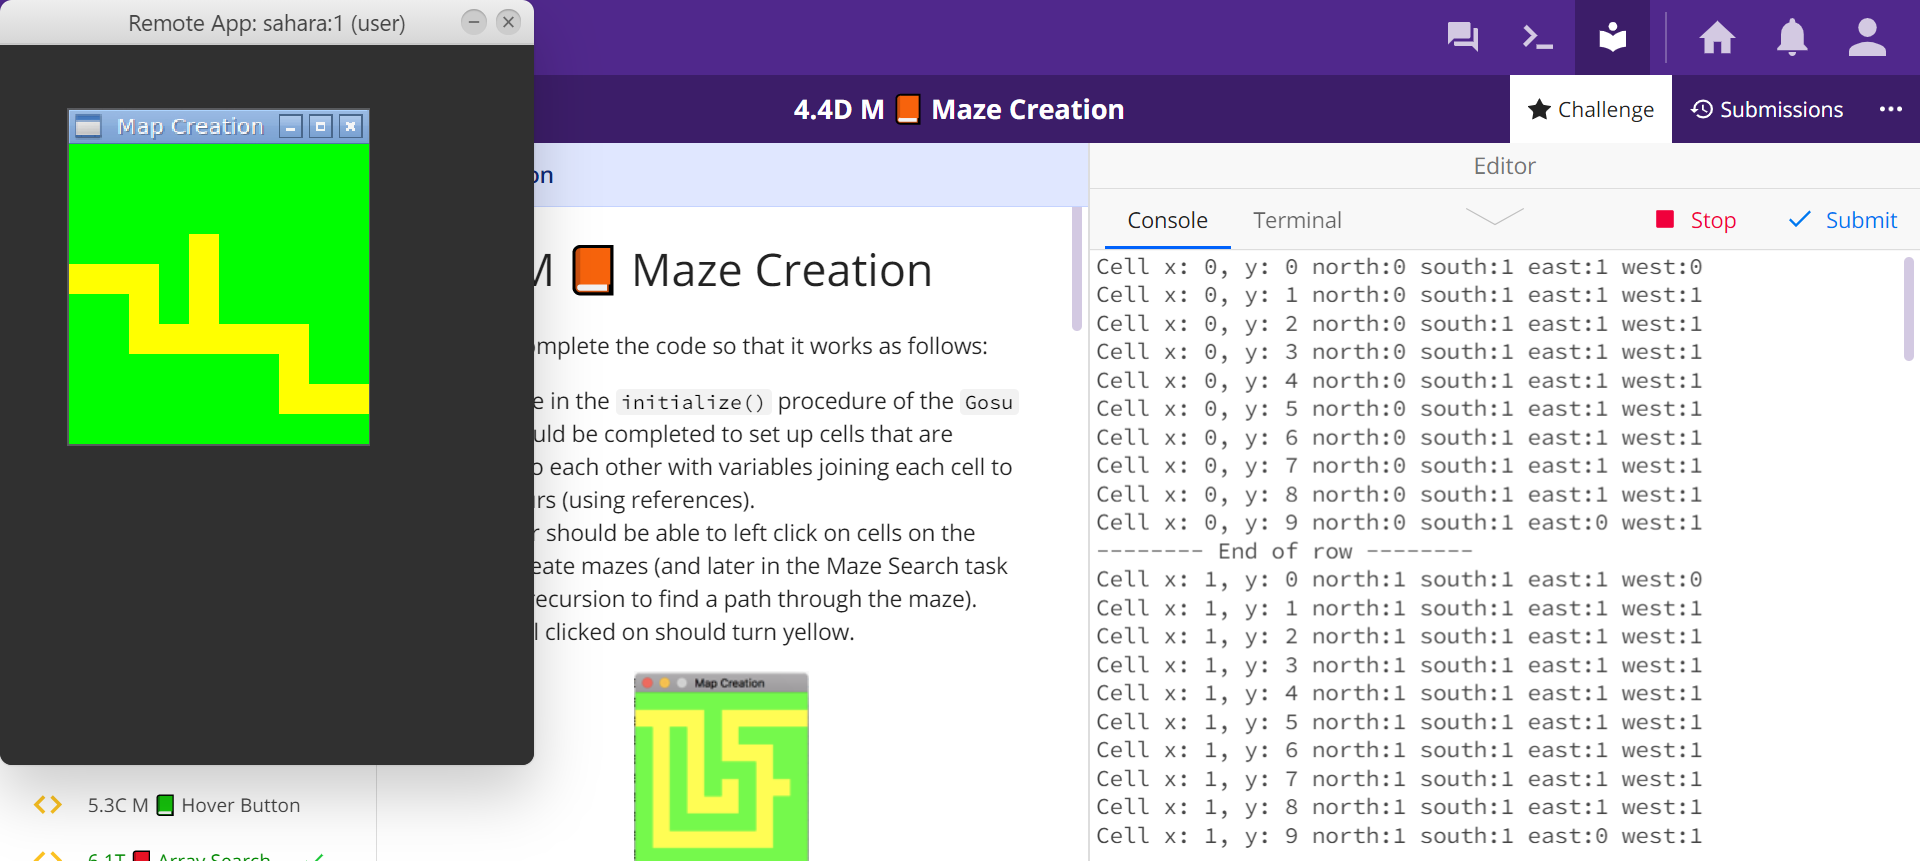 Remote App: sahara:1 (user)
Map Creation
4.4D M Maze Creation
Challenge
Submissions
on
M Maze Creation
omplete the code so that it works as follows:
e in the initialize() procedure of the Gosu
uld be completed to set up cells that are
o each other with variables joining each cell to
rs (using references).
r should be able to left click on cells on the
eate mazes (and later in the Maze Search task
recursion to find a path through the maze).
l clicked on should turn yellow.
Map Creation
5.3C M Hover Button
6.1T Array Search
Editor
Console
Terminal
Stop
Submit
Cell x: 0, y: 0 north:0 south:1 east:1 west:0
Cell x: 0, y: 1 north:0 south:1 east:1 west:1
Cell x: 0, y: 2 north:0 south:1 east:1 west:1
Cell x: 0, y: 3 north:0 south:1 east:1 west:1
Cell x: 0, y: 4 north:0 south:1 east:1 west:1
Cell x: 0, y: 5 north:0 south:1 east:1 west:1
Cell x: 0, y: 6 north:0 south:1 east:1 west:1
Cell x: 0, y: 7 north:0 south:1 east:1 west:1
Cell x: 0, y: 8 north:0 south:1 east:1 west:1
Cell x: 0, y: 9 north:0 south:1 east:0 west:1
-------- End of row --------
Cell x: 1, y: 0 north:1 south:1 east:1 west:0
Cell x: 1, y: 1 north:1 south:1 east:1 west:1
Cell x: 1, y: 2 north:1 south:1 east:1 west:1
Cell x: 1, y: 3 north:1 south:1 east:1 west:1
Cell x: 1, y: 4 north:1 south:1 east:1 west:1
Cell x: 1, y: 5 north:1 south:1 east:1 west:1
Cell x: 1, y: 6 north:1 south:1 east:1 west:1
Cell x: 1, y: 7 north:1 south:1 east:1 west:1
Cell x: 1, y: 8 north:1 south:1 east:1 west:1
Cell x: 1, y: 9 north:1 south:1 east:0 west:1